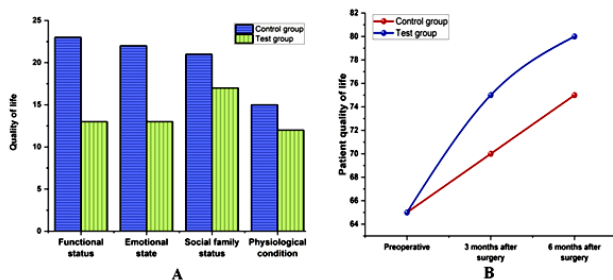 25
20
15
10
5
0
Quality of life
Control group
Test group
Functional status
Emotional state
Social family status
Physiological condition
A
80
78
76
74
72
70
68
66
64
Patient quality of life
Control group
Test group
Preoperative
3 months after surgery
6 months after surgery
B